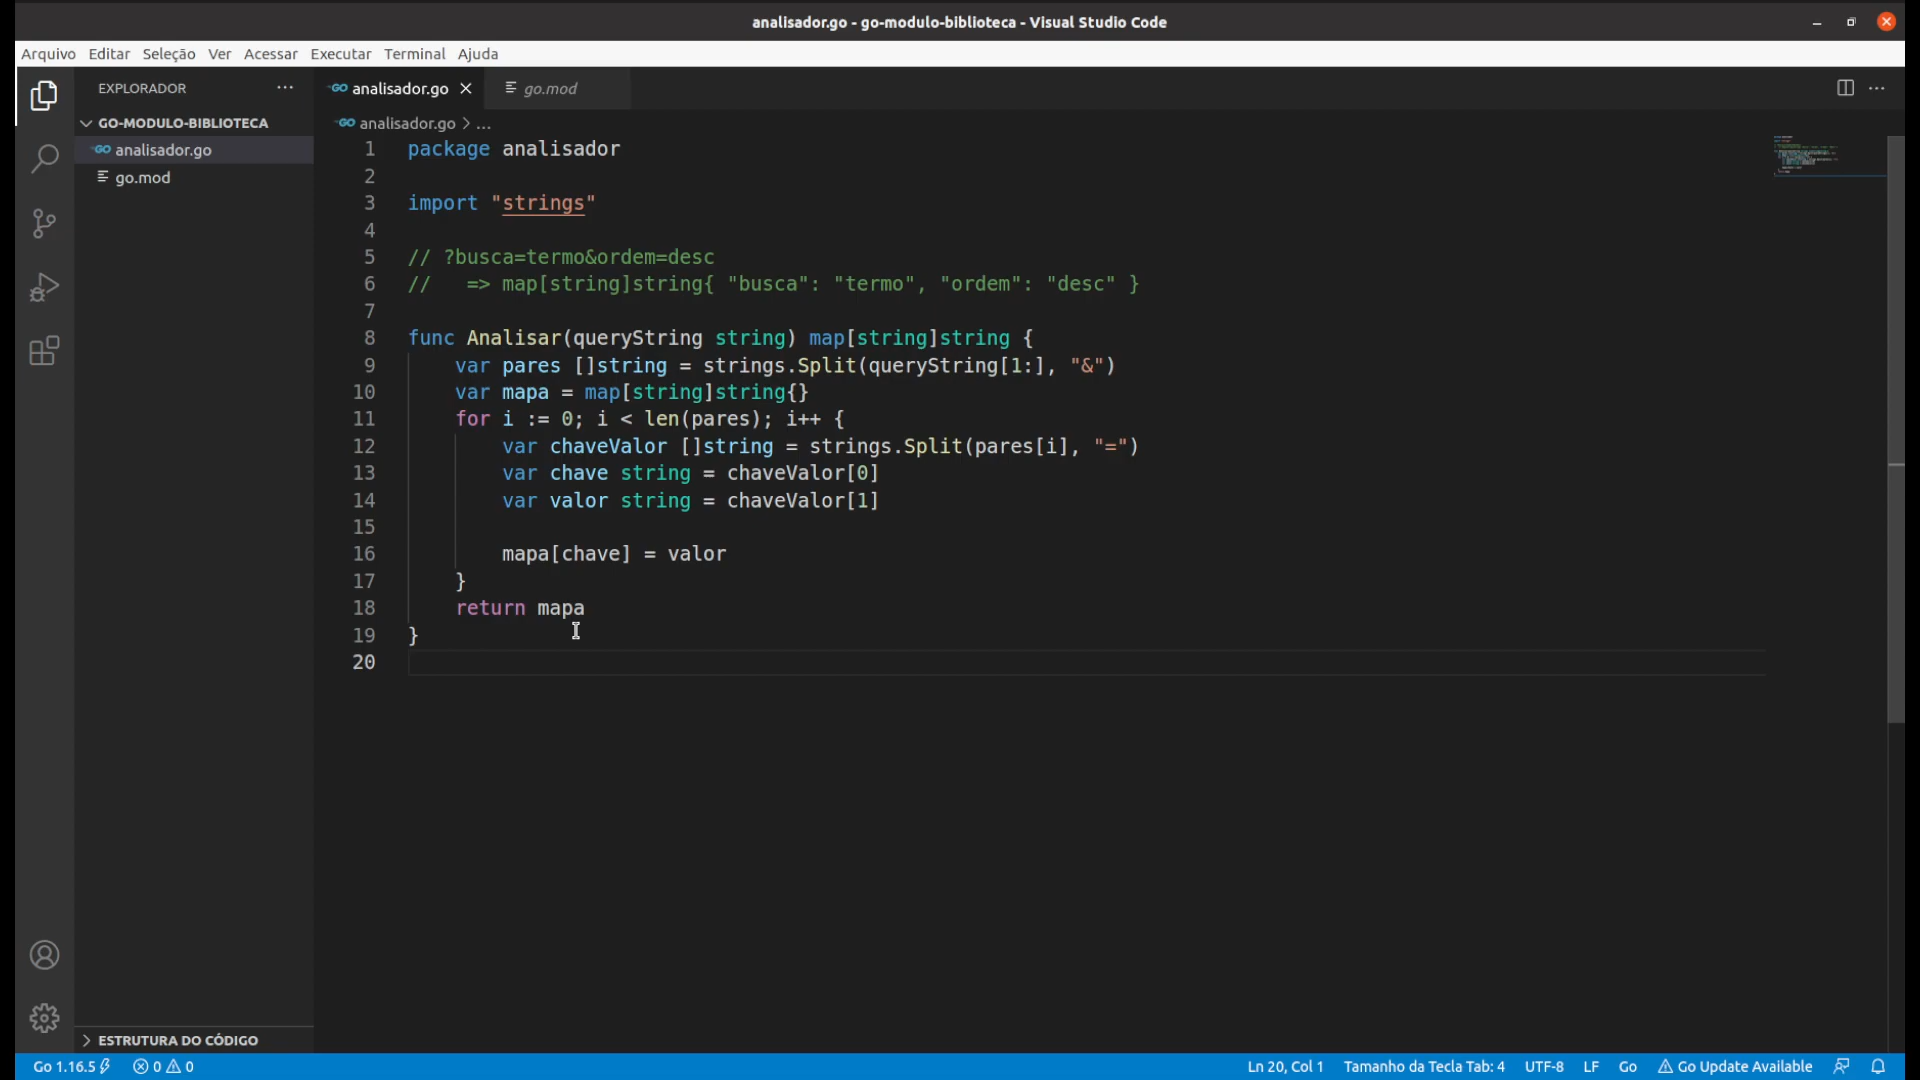 analisador.go - go-modulo-biblioteca - Visual Studio Code
Arquivo Editar Seleção Ver Acessar Executar Terminal Ajuda
EXPLORADOR
GO-MODULO-BIBLIOTECA
GO analisador.go
go.mod
ESTRUTURA DO CÓDIGO
GO analisador.go go.mod
GO analisador.go > ...
1 package analisador
2
3 import "strings"
4
5 // ?busca=termo&ordem=desc
6 //   => map[string]string{ "busca": "termo", "ordem": "desc" }
7
8 func Analisar(queryString string) map[string]string {
9     var pares []string = strings.Split(queryString[1:], "&")
10     var mapa = map[string]string{}
11     for i := 0; i < len(pares); i++ {
12         var chaveValor []string = strings.Split(pares[i], "=")
13         var chave string = chaveValor[0]
14         var valor string = chaveValor[1]
15
16         mapa[chave] = valor
17     }
18     return mapa
19 }
20
Go 1.16.5 0 0 Ln 20, Col 1 Tamanho da Tecla Tab: 4 UTF-8 LF Go Go Update Available